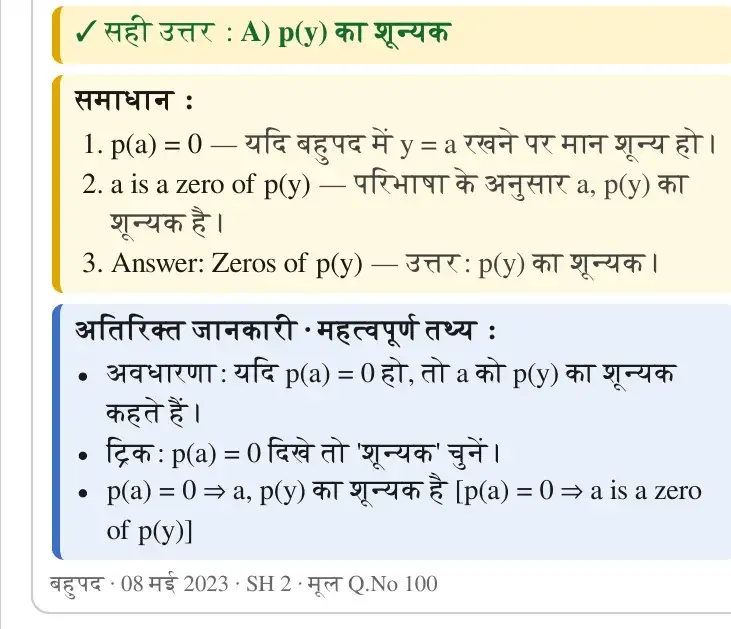 ✓ सही उत्तर : A) p(y) का शून्यक
समाधान :
1. p(a) = 0 — यदि बहुपद में y = a रखने पर मान शून्य हो।
2. a is a zero of p(y) — परिभाषा के अनुसार a, p(y) का
शून्यक है।
3. Answer: Zeros of p(y) — उत्तर : p(y) का शून्यक।
अतिरिक्त जानकारी · महत्वपूर्ण तथ्य :
• अवधारणा : यदि p(a) = 0 हो, तो a को p(y) का शून्यक
कहते हैं।
• ट्रिक : p(a) = 0 दिखे तो 'शून्यक' चुनें।
• p(a) = 0 ⇒ a, p(y) का शून्यक है [p(a) = 0 ⇒ a is a zero
of p(y)]
बहुपद · 08 मई 2023 · SH 2 · मूल Q.No 100